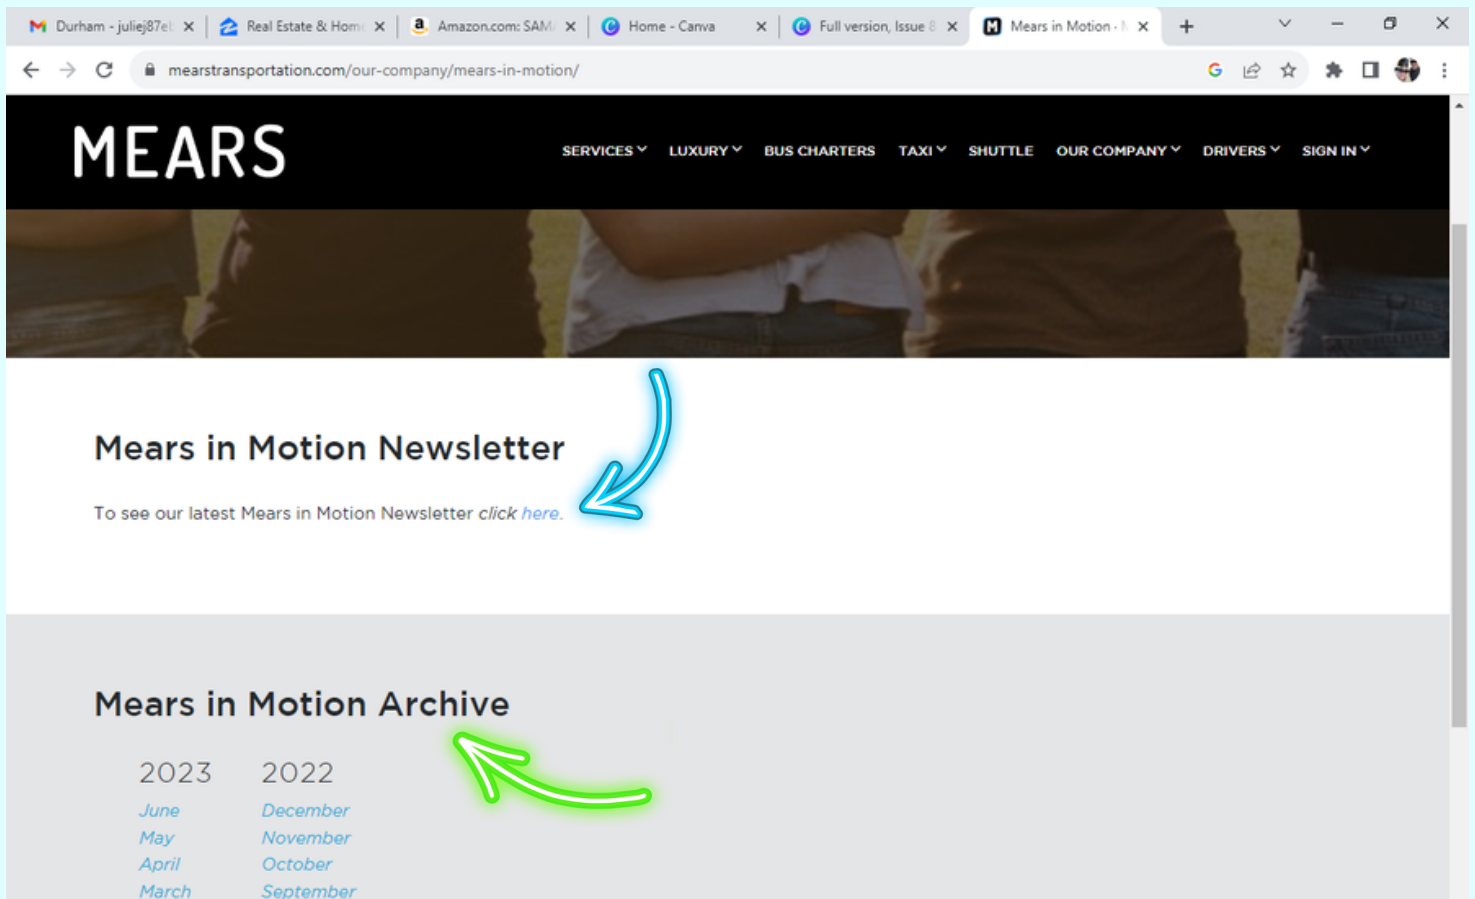 Durham - juliej87el
Real Estate & Home
Amazon.com: SAM
Home - Canva
Full version, Issue 8
Mears in Motion -
mearstransportation.com/our-company/mears-in-motion/
MEARS
SERVICES LUXURY BUS CHARTERS TAXI SHUTTLE OUR COMPANY DRIVERS SIGN IN
Mears in Motion Newsletter
To see our latest Mears in Motion Newsletter click here.
Mears in Motion Archive
2023 2022
June December
May November
April October
March September